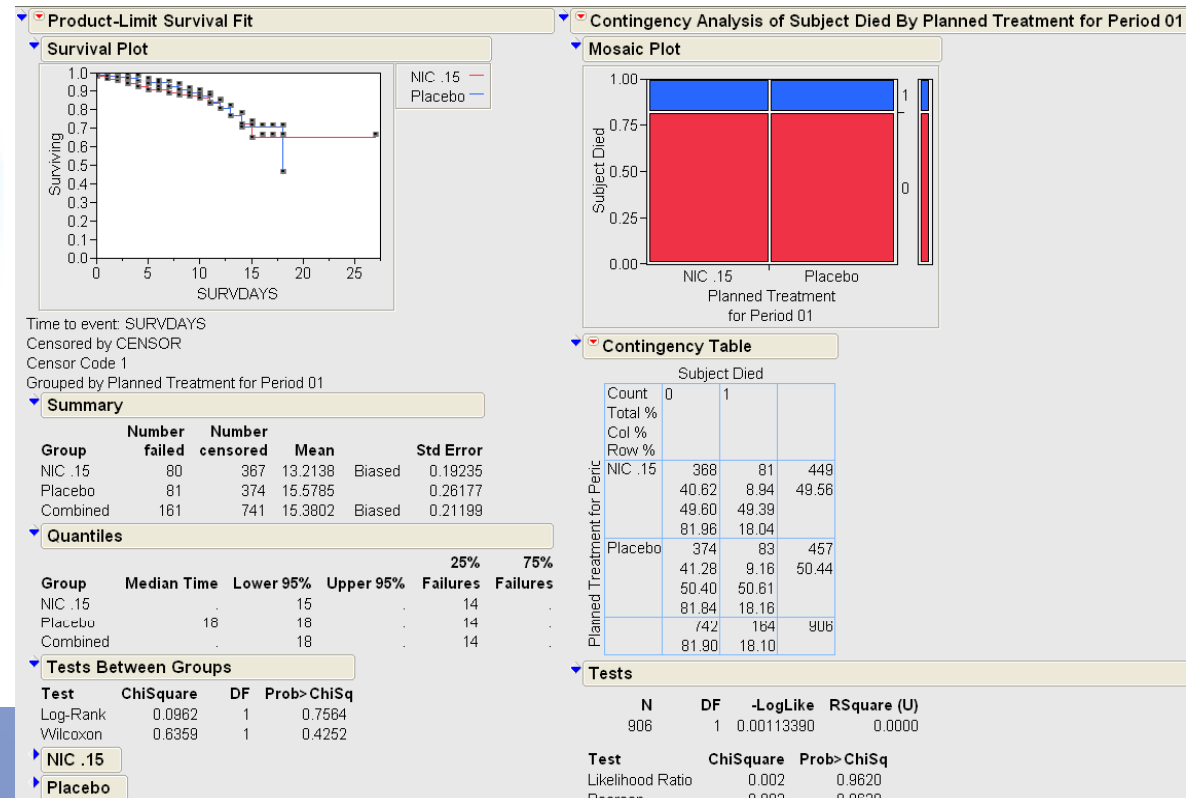 Product-Limit Survival Fit
Survival Plot
1.0
0.9
0.8
0.7
0.6
0.5
0.4
0.3
0.2
0.1
0.0
Surviving
0 5 10 15 20 25
SURVDAYS
NIC .15
Placebo
Time to event: SURVDAYS
Censored by CENSOR
Censor Code 1
Grouped by Planned Treatment for Period 01
Summary
Number Number
Group failed censored Mean Std Error
NIC .15 80 367 13.2138 Biased 0.19235
Placebo 81 374 15.5785 0.26177
Combined 161 741 15.3802 Biased 0.21199
Quantiles
25% 75%
Group Median Time Lower 95% Upper 95% Failures Failures
NIC .15 . 15 . 14 .
Placebo 18 18 . 14 .
Combined . 18 . 14 .
Tests Between Groups
Test ChiSquare DF Prob>ChiSq
Log-Rank 0.0962 1 0.7564
Wilcoxon 0.6359 1 0.4252
NIC .15
Placebo
Contingency Analysis of Subject Died By Planned Treatment for Period 01
Mosaic Plot
1.00
0.75
0.50
0.25
0.00
Subject Died
1
0
NIC .15 Placebo
Planned Treatment
for Period 01
Contingency Table
Subject Died
Planned Treatment for Peric
Count 0 1
Total %
Col %
Row %
NIC .15 368 81 449
40.62 8.94 49.56
49.60 49.39
81.96 18.04
Placebo 374 83 457
41.28 9.16 50.44
50.40 50.61
81.84 18.16
742 164 906
81.90 18.10
Tests
N DF -LogLike RSquare (U)
906 1 0.00113390 0.0000
Test ChiSquare Prob>ChiSq
Likelihood Ratio 0.002 0.9620